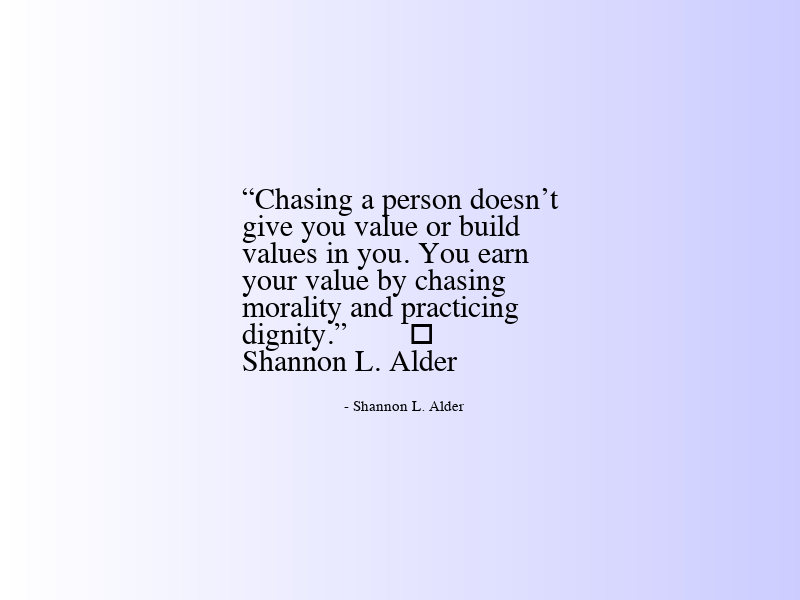 “Chasing a person doesn’t
give you value or build
values in you. You earn
your value by chasing
morality and practicing
dignity.” □
Shannon L. Alder
- Shannon L. Alder